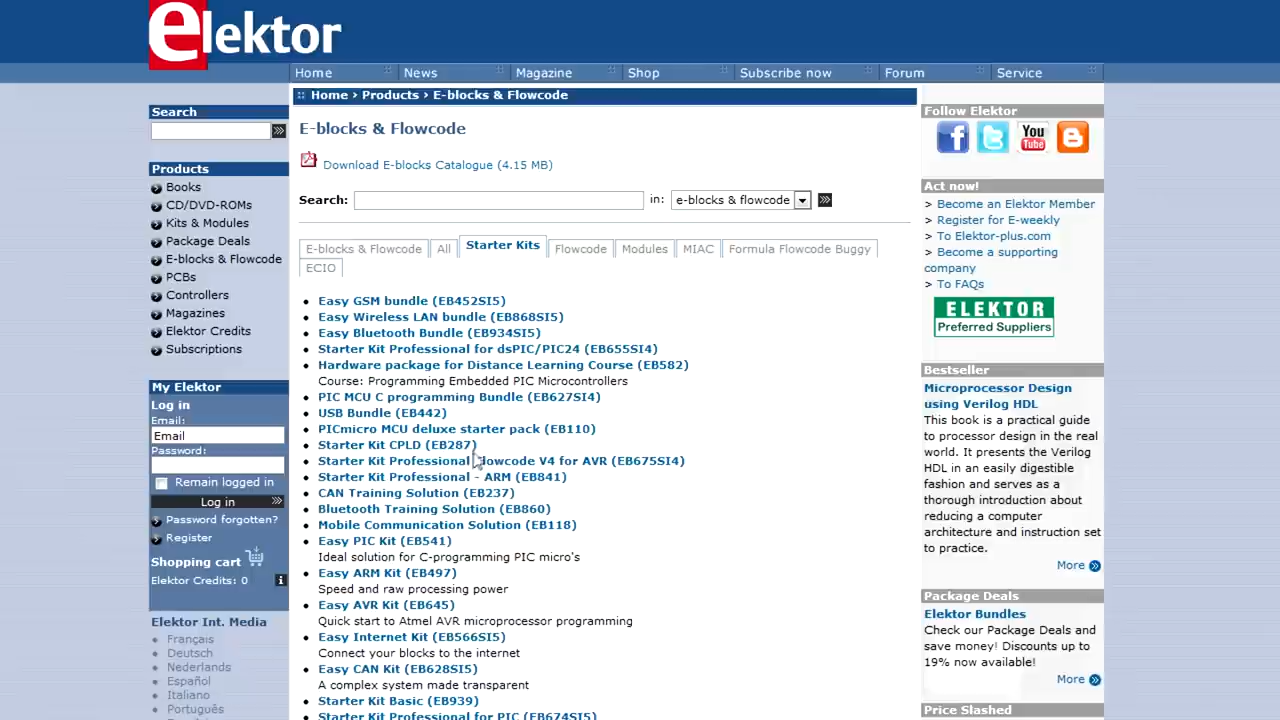 elektor
Home
News
Magazine
Shop
Subscribe now
Forum
Service
Search
Products
Books
CD/DVD-ROMs
Kits & Modules
Package Deals
E-blocks & Flowcode
PCBs
Controllers
Magazines
Elektor Credits
Subscriptions
My Elektor
Log in
Email:
Email
Password:
Remain logged in
Log in
Password forgotten?
Register
Shopping cart
Elektor Credits: 0
Elektor Int. Media
Français
Deutsch
Nederlands
Español
Italiano
Português
Home › Products › E-blocks & Flowcode
E-blocks & Flowcode
Download E-blocks Catalogue (4.15 MB)
Search:
in:
e-blocks & flowcode
E-blocks & Flowcode
All
Starter Kits
Flowcode
Modules
MIAC
Formula Flowcode Buggy
ECIO
Easy GSM bundle (EB452SI5)
Easy Wireless LAN bundle (EB868SI5)
Easy Bluetooth Bundle (EB934SI5)
Starter Kit Professional for dsPIC/PIC24 (EB655SI4)
Hardware package for Distance Learning Course (EB582)
Course: Programming Embedded PIC Microcontrollers
PIC MCU C programming Bundle (EB627SI4)
USB Bundle (EB442)
PICmicro MCU deluxe starter pack (EB110)
Starter Kit CPLD (EB287)
Starter Kit Professional Flowcode V4 for AVR (EB675SI4)
Starter Kit Professional - ARM (EB841)
CAN Training Solution (EB237)
Bluetooth Training Solution (EB860)
Mobile Communication Solution (EB118)
Easy PIC Kit (EB541)
Ideal solution for C-programming PIC micro's
Easy ARM Kit (EB497)
Speed and raw processing power
Easy AVR Kit (EB645)
Quick start to Atmel AVR microprocessor programming
Easy Internet Kit (EB566SI5)
Connect your blocks to the internet
Easy CAN Kit (EB628SI5)
A complex system made transparent
Starter Kit Basic (EB939)
Starter Kit Professional for PIC (EB674SI5)
Follow Elektor
You
Tube
Act now!
> Become an Elektor Member
> Register for E-weekly
> To Elektor-plus.com
> Become a supporting
company
> To FAQs
ELEKTOR
Preferred Suppliers
Bestseller
Microprocessor Design
using Verilog HDL
This book is a practical guide
to processor design in the real
world. It presents the Verilog
HDL in an easily digestible
fashion and serves as a
thorough introduction about
reducing a computer
architecture and instruction set
to practice.
More
Package Deals
Elektor Bundles
Check our Package Deals and
save money! Discounts up to
19% now available!
More
Price Slashed